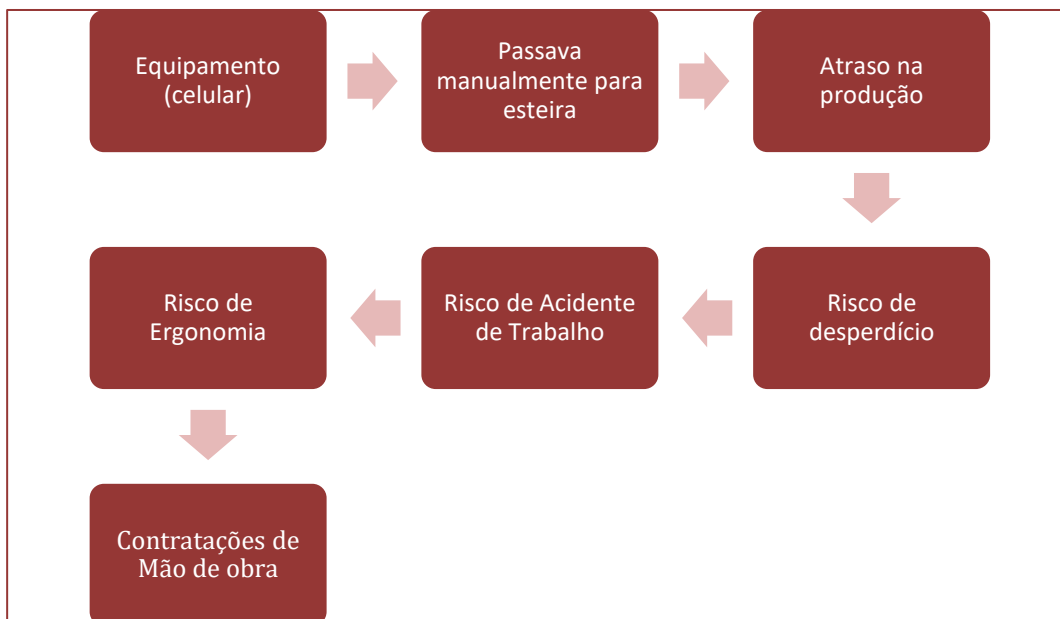 Equipamento
(celular)
Passava
manualmente para
esteira
Atraso na
produção
Risco de
desperdício
Risco de Acidente
de Trabalho
Risco de
Ergonomia
Contratações de
Mão de obra